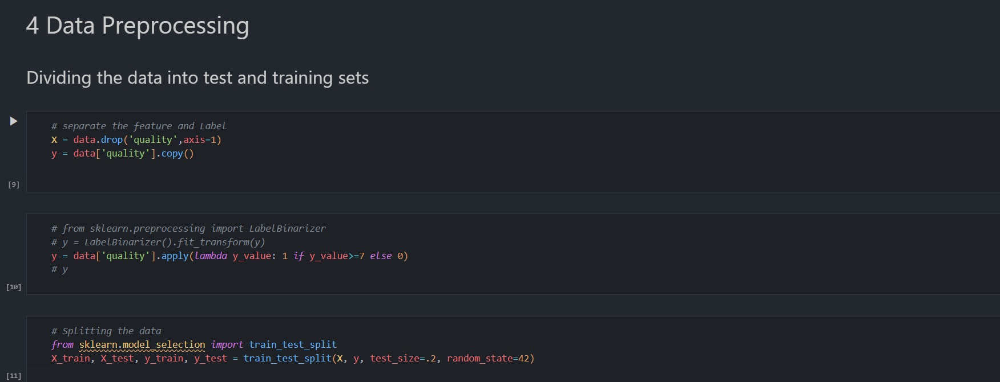 4 Data Preprocessing
Dividing the data into test and training sets
# separate the feature and Label
X = data.drop('quality',axis=1)
y = data['quality'].copy()
[9]
# from sklearn.preprocessing import LabelBinarizer
# y = LabelBinarizer().fit_transform(y)
y = data['quality'].apply(lambda y_value: 1 if y_value>=7 else 0)
# y
[10]
# Splitting the data
from sklearn.model_selection import train_test_split
X_train, X_test, y_train, y_test = train_test_split(X, y, test_size=.2, random_state=42)
[11]